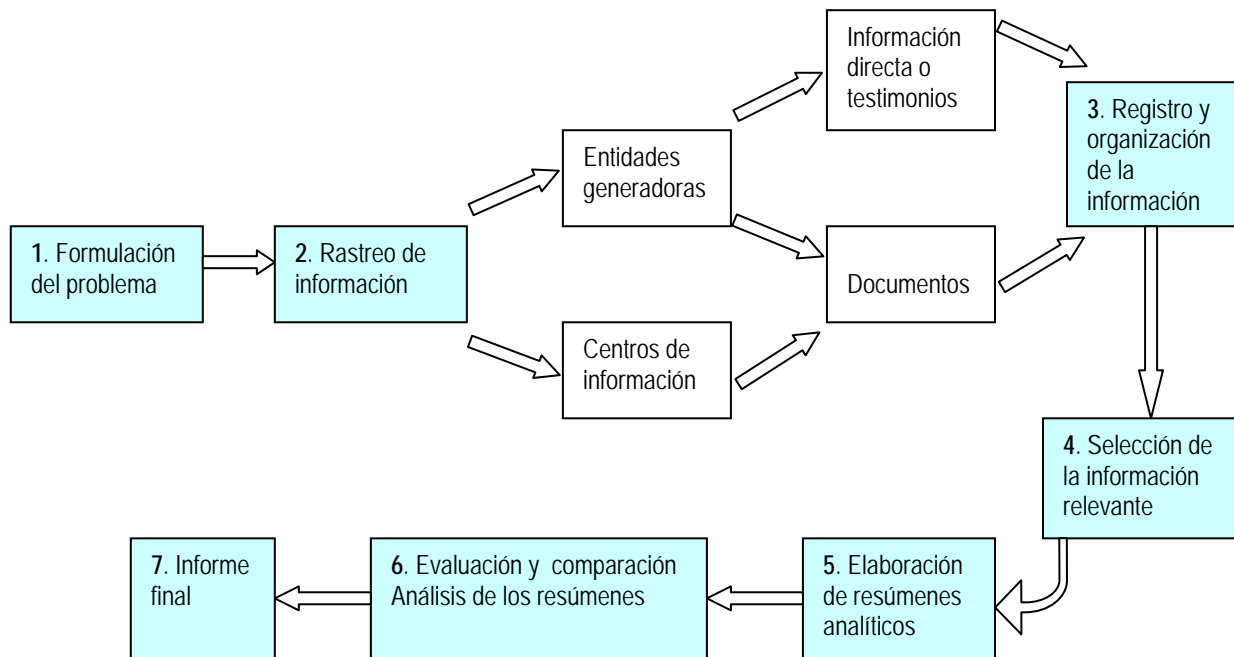 1. Formulación
del problema
2. Rastreo de
información
Entidades
generadoras
Centros de
información
Información
directa o
testimonios
Documentos
3. Registro y
organización
de la
información
4. Selección de
la información
relevante
5. Elaboración
de resúmenes
analíticos
6. Evaluación y  comparación
Análisis de los resúmenes
7. Informe
final